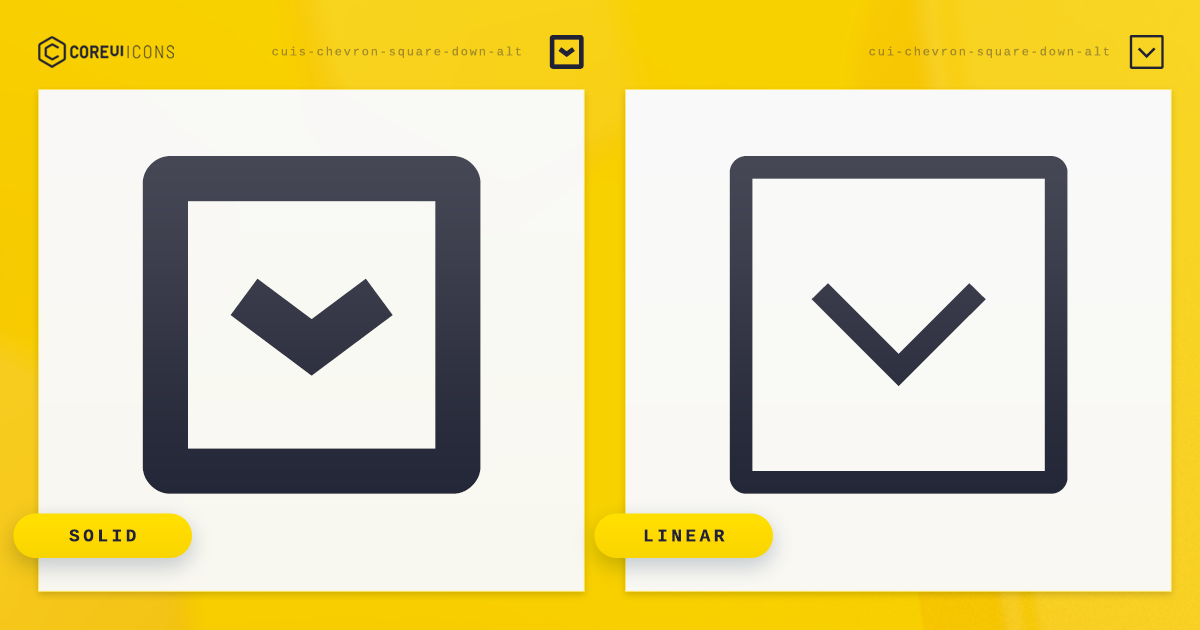 COREUI ICONS
cuis-chevron-square-down-alt
cui-chevron-square-down-alt
SOLID
LINEAR